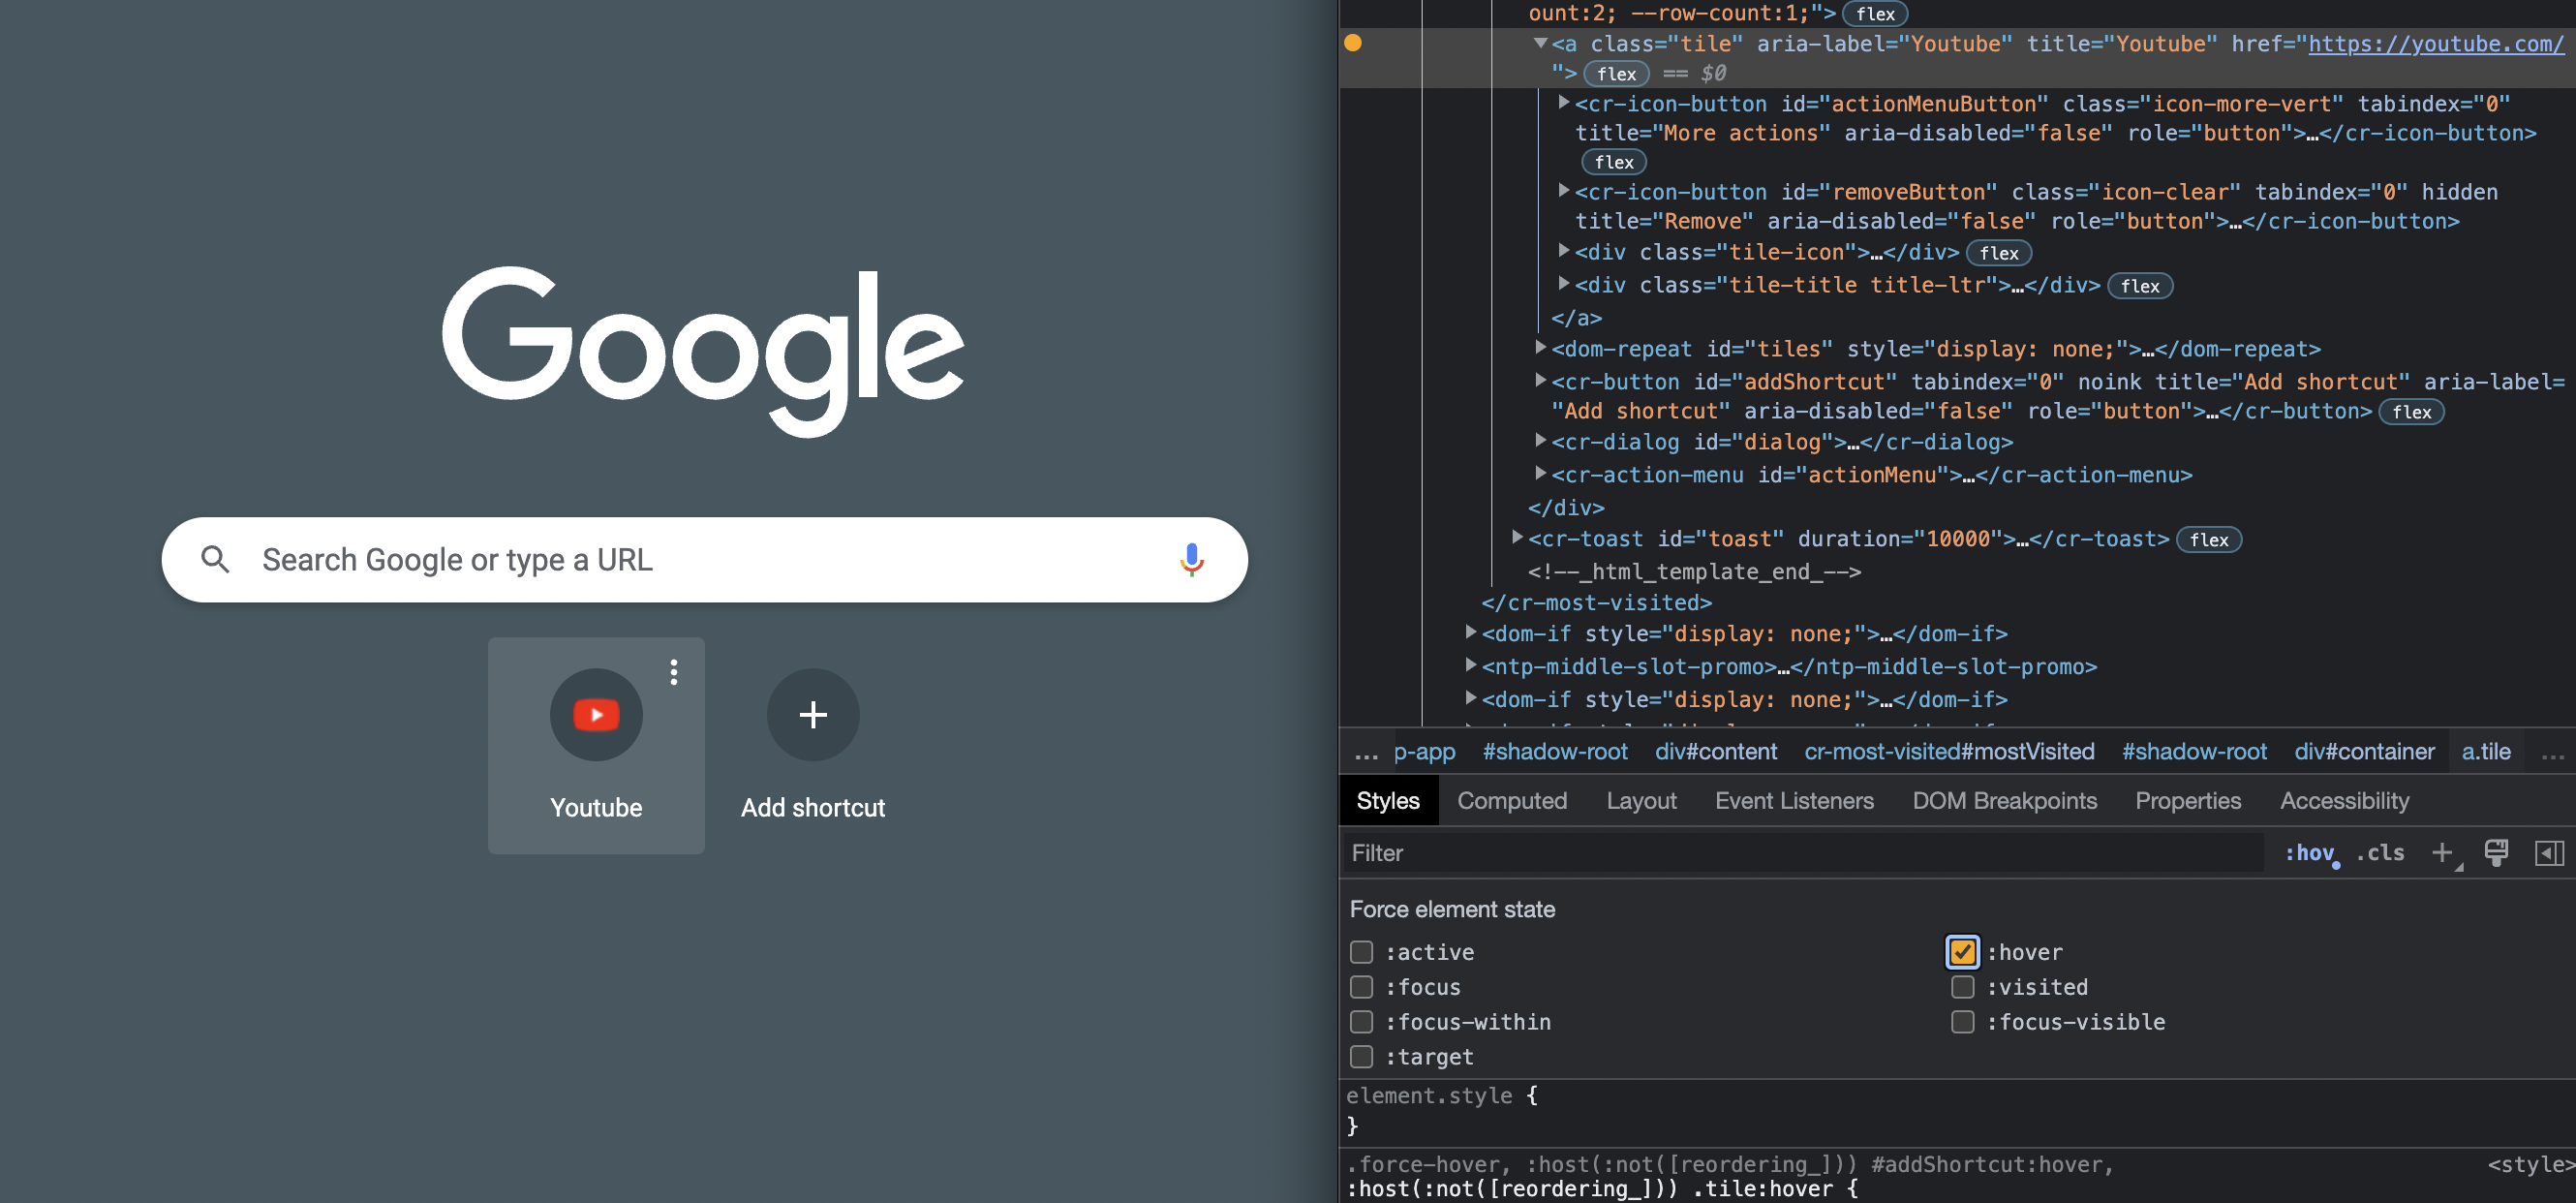 Google
Search Google or type a URL
Youtube
Add shortcut
ount:2; --row-count:1;"> flex
<a class="tile" aria-label="Youtube" title="Youtube" href="https://youtube.com/
"> flex == $0
<cr-icon-button id="actionMenuButton" class="icon-more-vert" tabindex="0"
title="More actions" aria-disabled="false" role="button">…</cr-icon-button>
flex
<cr-icon-button id="removeButton" class="icon-clear" tabindex="0" hidden
title="Remove" aria-disabled="false" role="button">…</cr-icon-button>
<div class="tile-icon">…</div> flex
<div class="tile-title title-ltr">…</div> flex
</a>
<dom-repeat id="tiles" style="display: none;">…</dom-repeat>
<cr-button id="addShortcut" tabindex="0" noink title="Add shortcut" aria-label=
"Add shortcut" aria-disabled="false" role="button">…</cr-button> flex
<cr-dialog id="dialog">…</cr-dialog>
<cr-action-menu id="actionMenu">…</cr-action-menu>
</div>
<cr-toast id="toast" duration="10000">…</cr-toast> flex
<!--_html_template_end_-->
</cr-most-visited>
<dom-if style="display: none;">…</dom-if>
<ntp-middle-slot-promo>…</ntp-middle-slot-promo>
<dom-if style="display: none;">…</dom-if>
… p-app #shadow-root div#content cr-most-visited#mostVisited #shadow-root div#container a.tile …
Styles Computed Layout Event Listeners DOM Breakpoints Properties Accessibility
Filter :hov .cls
Force element state
:active :hover
:focus :visited
:focus-within :focus-visible
:target
element.style {
}
.force-hover, :host(:not([reordering_])) #addShortcut:hover, <style>
:host(:not([reordering_])) .tile:hover {